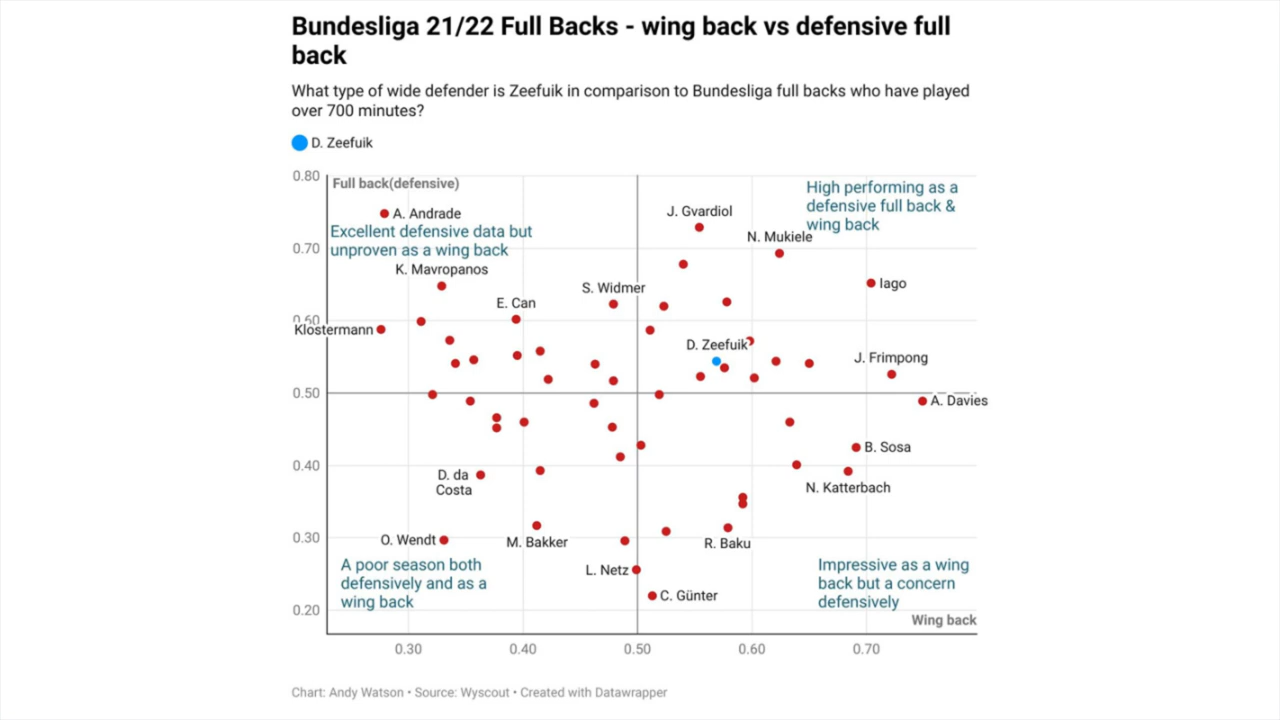 Bundesliga 21/22 Full Backs - wing back vs defensive full
back
What type of wide defender is Zeefuik in comparison to Bundesliga full backs who have played
over 700 minutes?
D. Zeefuik
0.80
Full back(defensive)
High performing as a
defensive full back &
wing back
A. Andrade
J. Gvardiol
Excellent defensive data but
unproven as a wing back
N. Mukiele
0.70
K. Mavropanos
Iago
S. Widmer
E. Can
0.60
Klostermann
D. Zeefuik
J. Frimpong
0.50
A. Davies
B. Sosa
0.40
D. da
Costa
N. Katterbach
0.30
O. Wendt
M. Bakker
R. Baku
A poor season both
defensively and as a
wing back
L. Netz
Impressive as a wing
back but a concern
defensively
C. Günter
0.20
Wing back
0.30
0.40
0.50
0.60
0.70
Chart: Andy Watson • Source: Wyscout • Created with Datawrapper